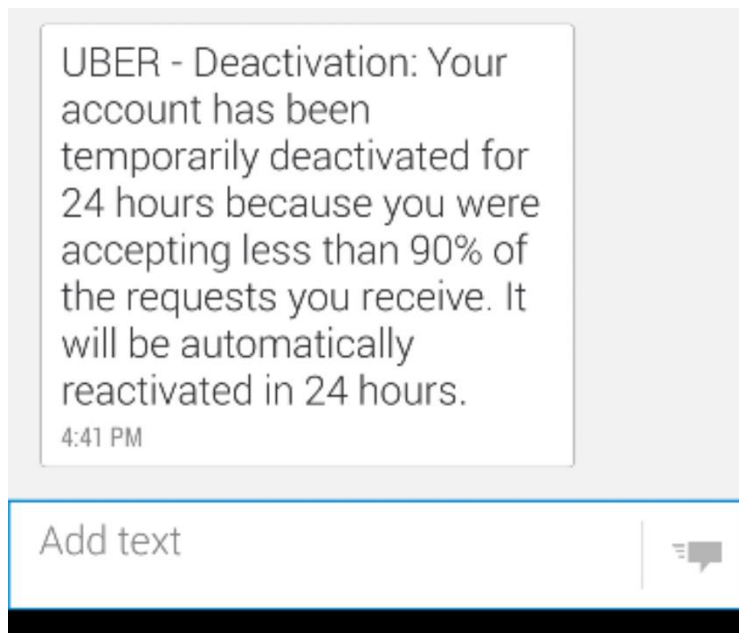 UBER - Deactivation: Your
account has been
temporarily deactivated for
24 hours because you were
accepting less than 90% of
the requests you receive. It
will be automatically
reactivated in 24 hours.
4:41 PM
Add text